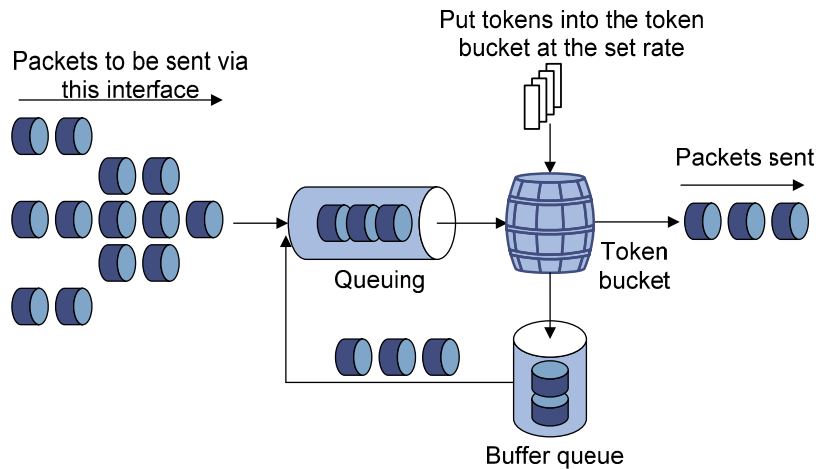 Put tokens into the token
bucket at the set rate
Packets to be sent via
this interface
Packets sent
Queuing
Token
bucket
Buffer queue